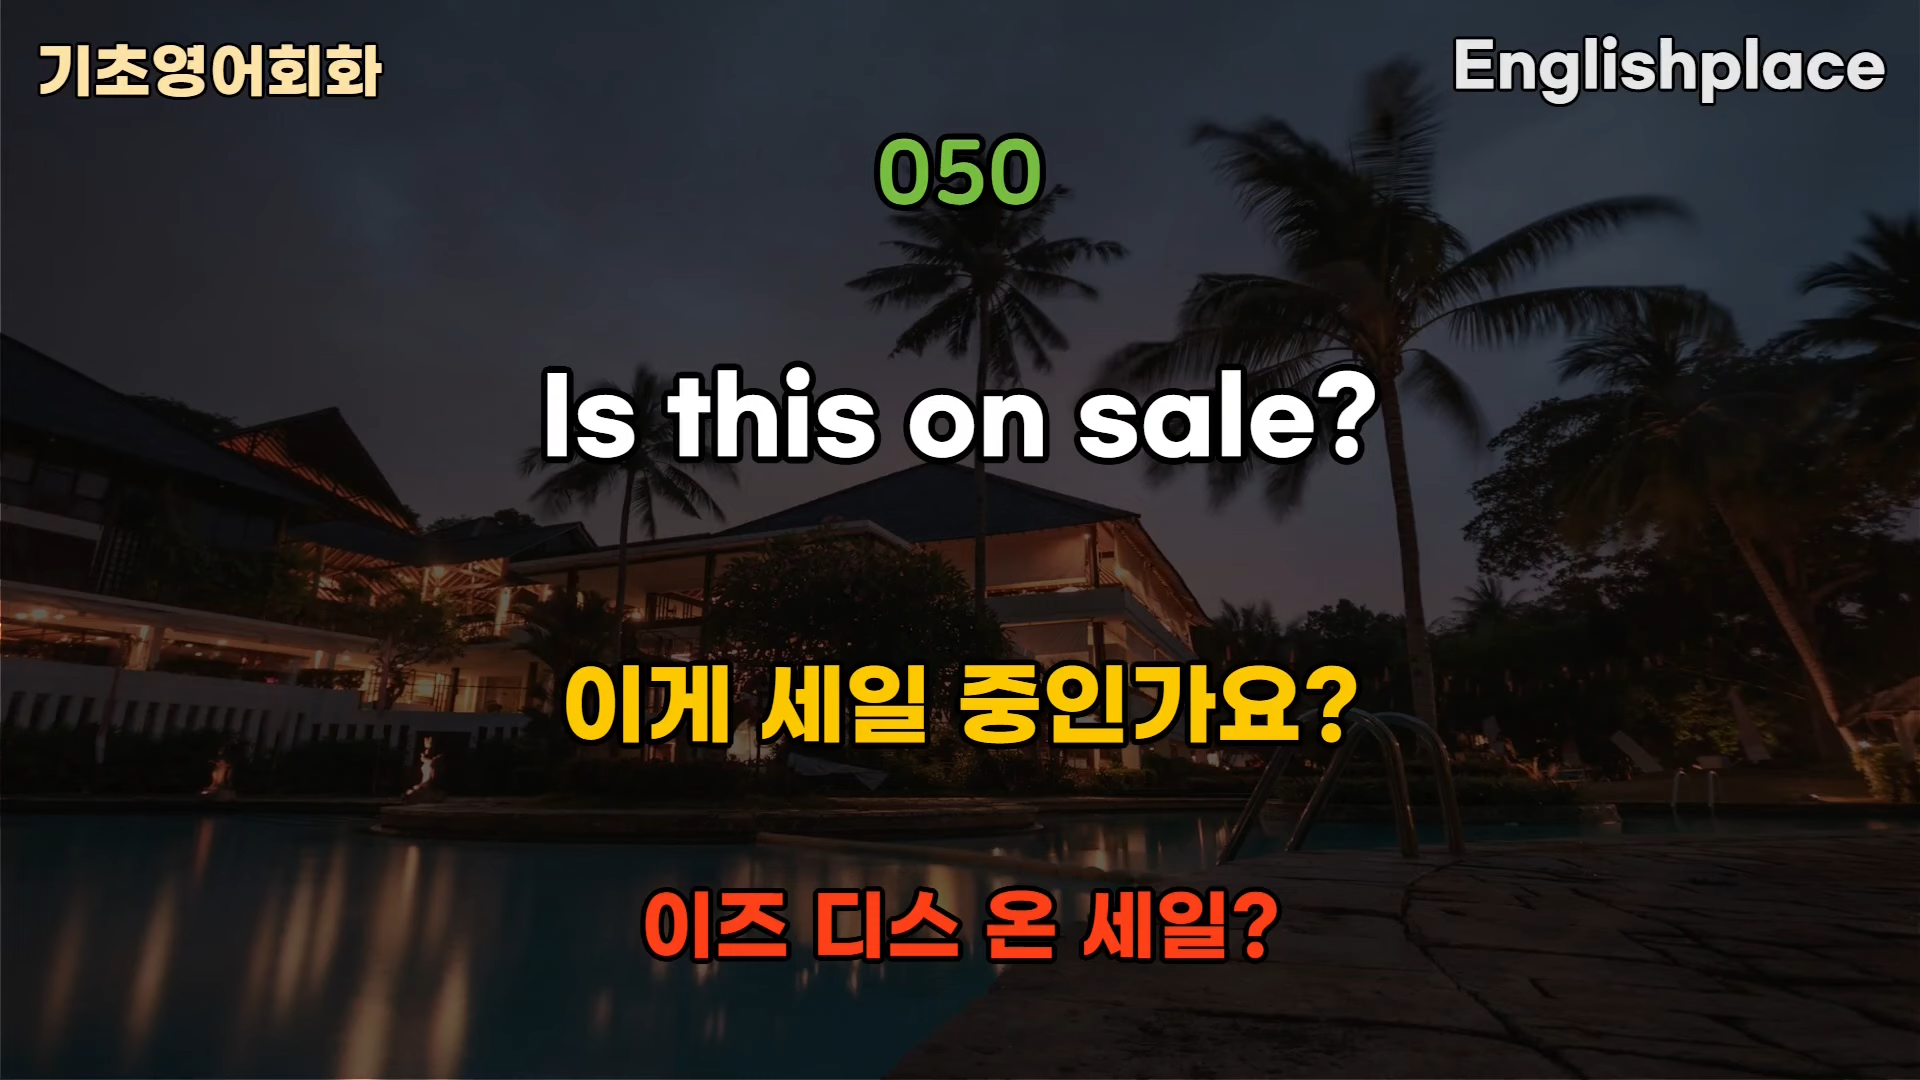 기초영어회화
Englishplace
050
Is this on sale?
이게 세일 중인가요?
이즈 디스 온 세일?